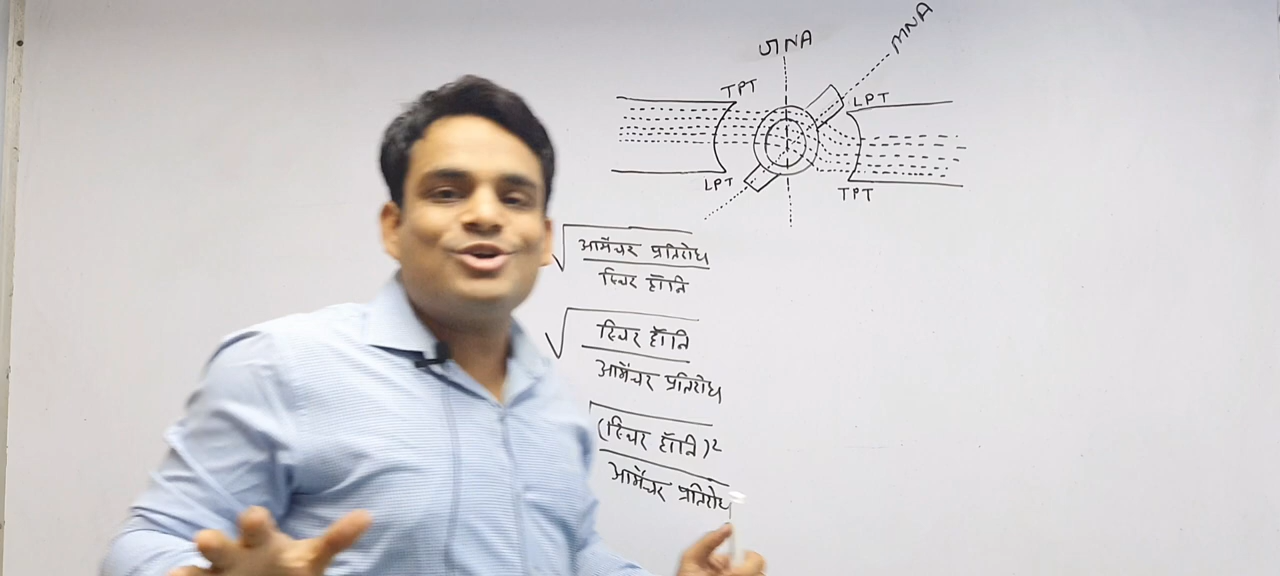 GNA
MNA
TPT
LPT
LPT
TPT
आर्मेचर प्रतिरोध
स्थिर हॉनि
स्थिर हॉनि
आर्मेचर प्रतिरोध
(स्थिर हॉनि)²
आर्मेचर प्रतिरोध